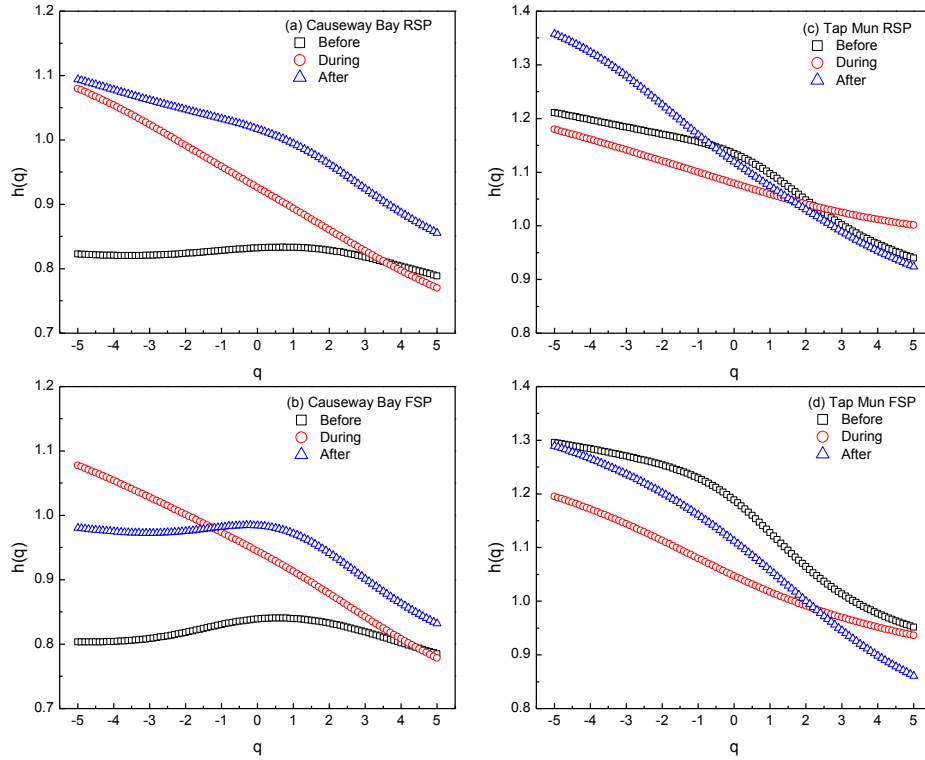 (a) Causeway Bay RSP
Before
During
After
1.2
1.1
1.0
0.9
0.8
0.7
h(q)
-5 -4 -3 -2 -1 0 1 2 3 4 5
q
(c) Tap Mun RSP
Before
During
After
1.4
1.3
1.2
1.1
1.0
0.9
0.8
h(q)
-5 -4 -3 -2 -1 0 1 2 3 4 5
q
(b) Causeway Bay FSP
Before
During
After
1.2
1.1
1.0
0.9
0.8
0.7
h(q)
-5 -4 -3 -2 -1 0 1 2 3 4 5
q
(d) Tap Mun FSP
Before
During
After
1.4
1.3
1.2
1.1
1.0
0.9
0.8
h(q)
-5 -4 -3 -2 -1 0 1 2 3 4 5
q